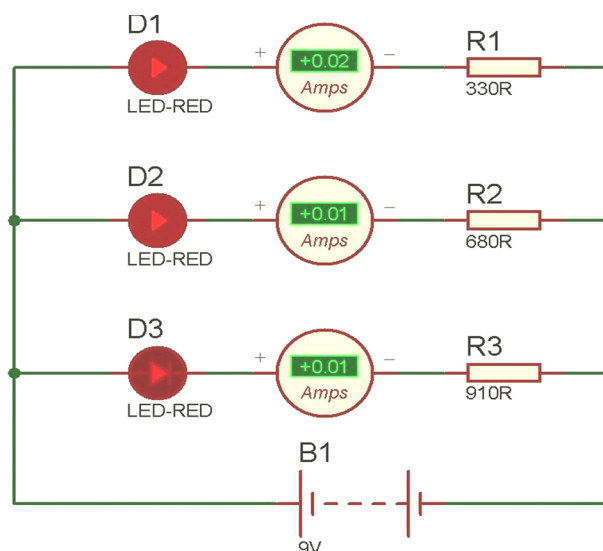 D1
+ +0.02 −
Amps
LED-RED
R1
330R
D2
+ +0.01 −
Amps
LED-RED
R2
680R
D3
+ +0.01 −
Amps
LED-RED
R3
910R
B1
9V